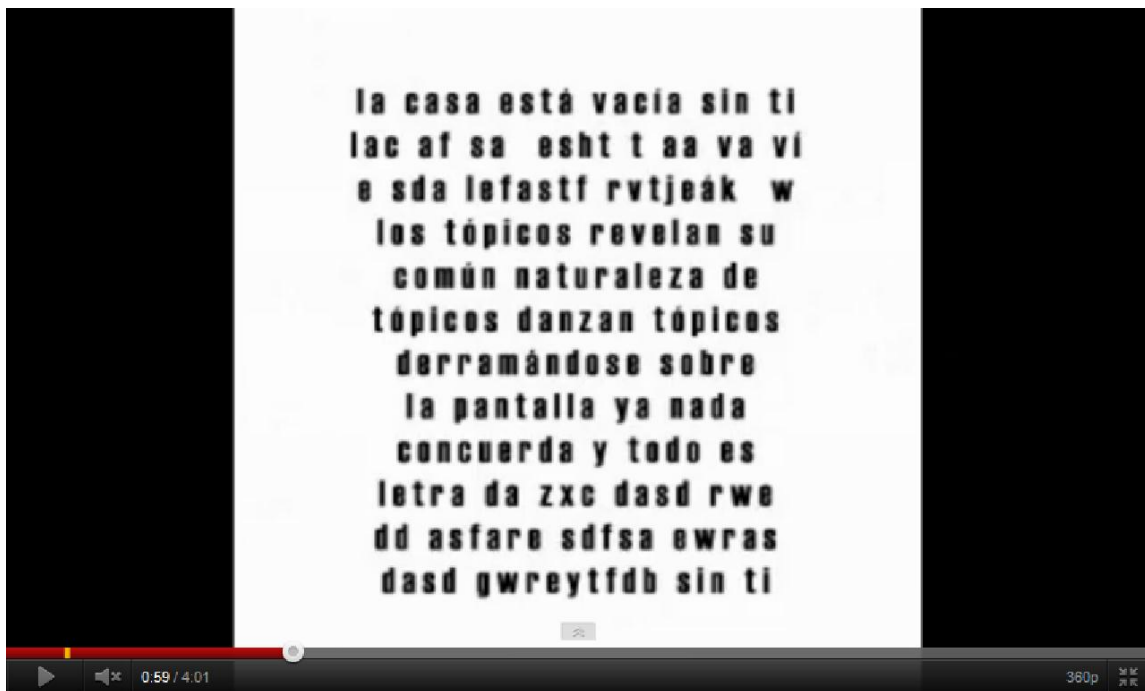 la casa está vacía sin ti
lac af sa esht t aa va ví
e sda lefastf rvtjeák w
los tópicos revelan su
común naturaleza de
tópicos danzan tópicos
derramándose sobre
la pantalla ya nada
concuerda y todo es
letra da zxc dasd rwe
dd asfare sdfsa ewras
dasd gwreytfdb sin ti
0:59 / 4:01 360p